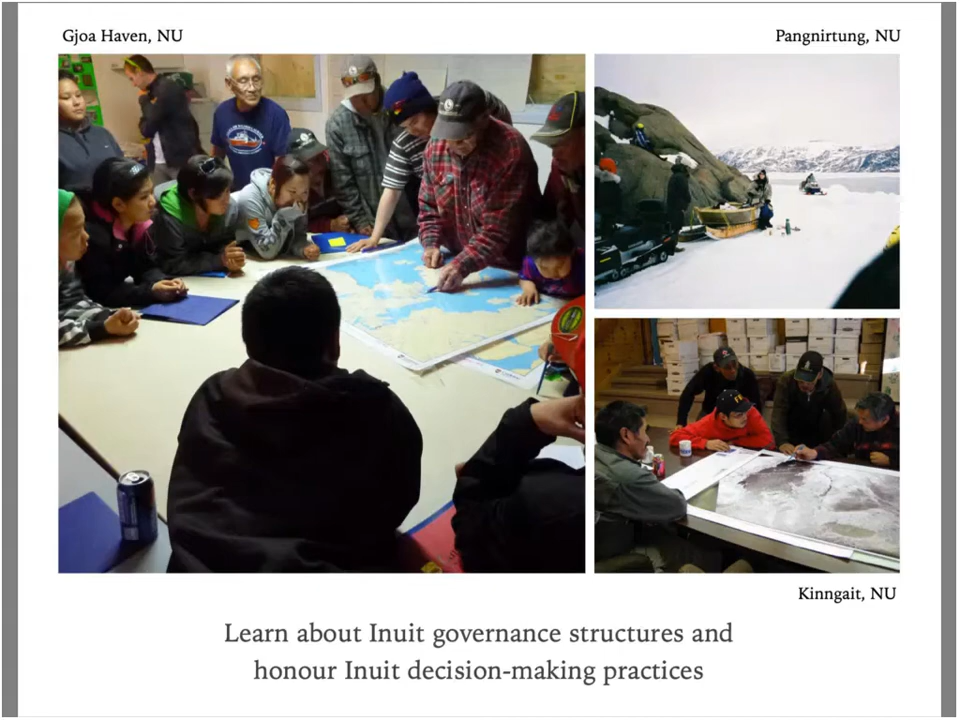 Gjoa Haven, NU
Pangnirtung, NU
Kinngait, NU
Learn about Inuit governance structures and
honour Inuit decision-making practices